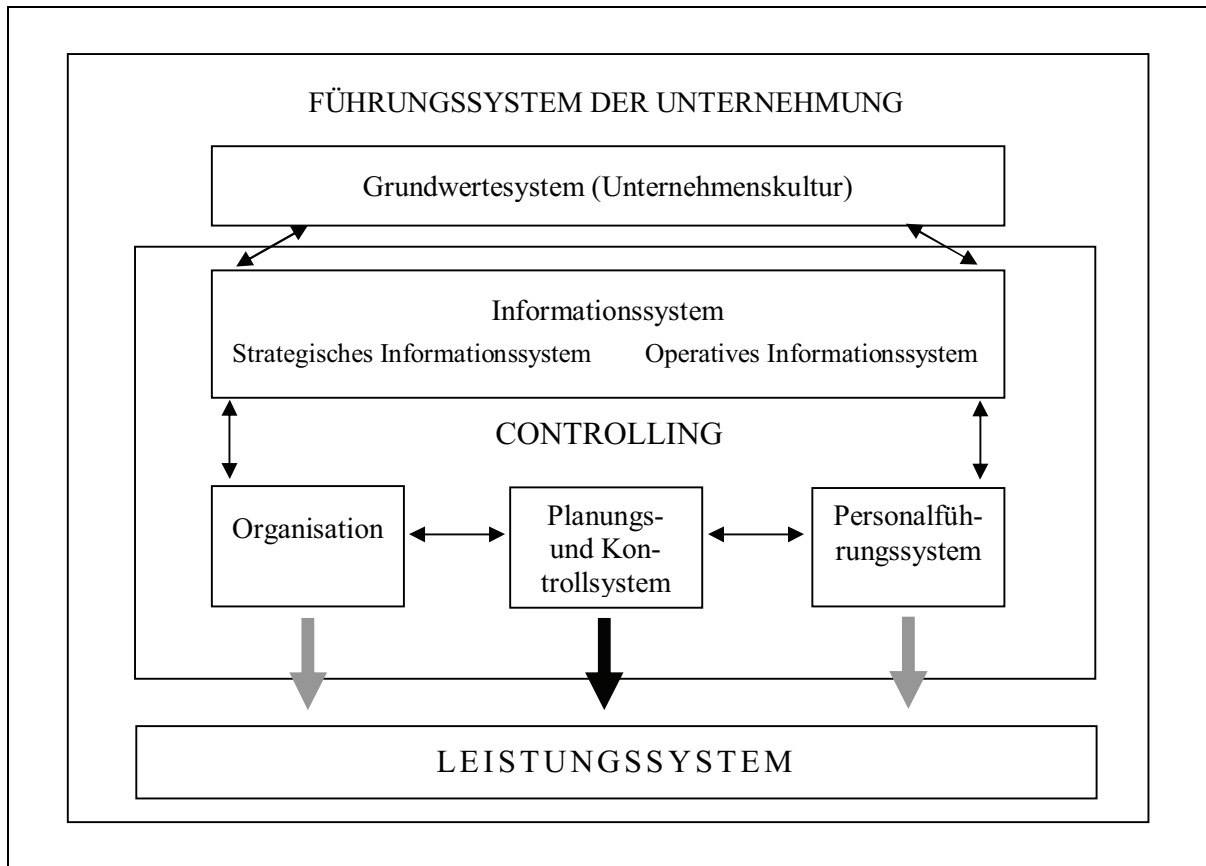 FÜHRUNGSSYSTEM DER UNTERNEHMUNG
Grundwertesystem (Unternehmenskultur)
Informationssystem
Strategisches Informationssystem Operatives Informationssystem
CONTROLLING
Organisation
Planungs-
und Kon-
trollsystem
Personalfüh-
rungssystem
LEISTUNGSSYSTEM